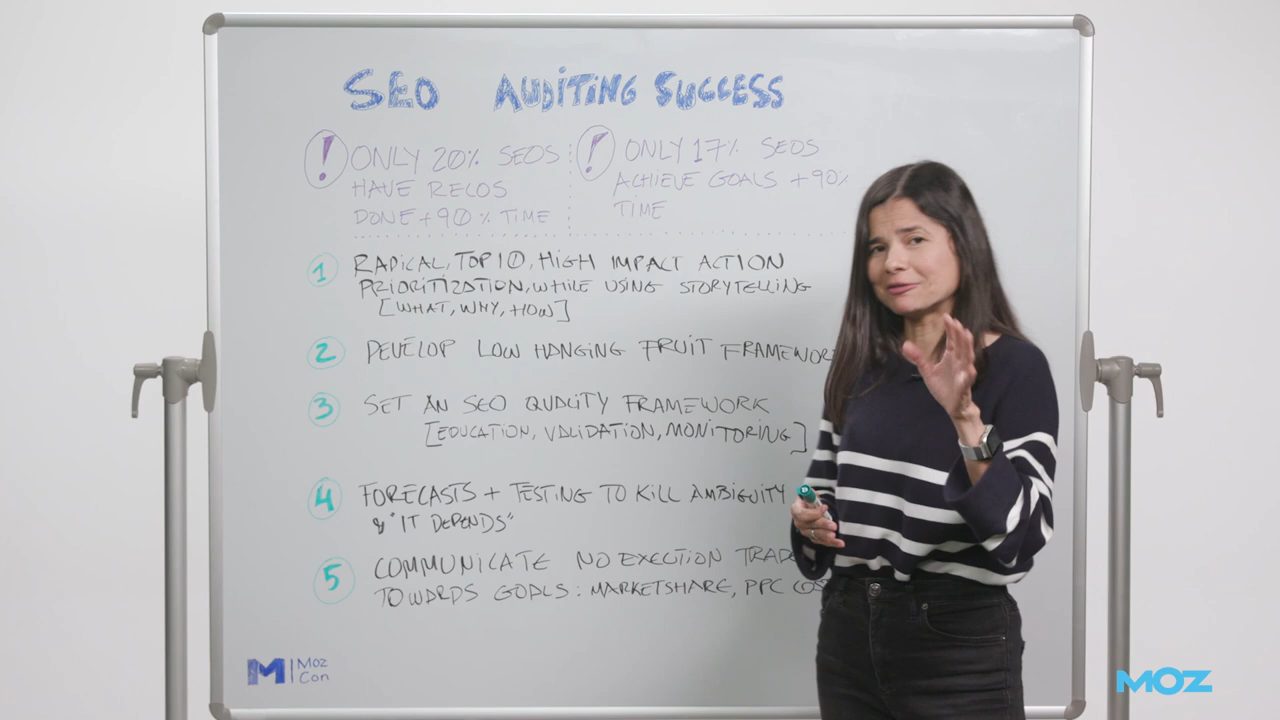 SEO AUDITING SUCCESS
! ONLY 20% SEOS
HAVE RECOS
DONE +90% TIME
! ONLY 17% SEOS
ACHIEVE GOALS +90%
TIME
1 RADICAL, TOP 10, HIGH IMPACT ACTION
PRIORITIZATION, WHILE USING STORYTELLING
[WHAT, WHY, HOW]
2 DEVELOP LOW HANGING FRUIT FRAMEWORK
3 SET AN SEO QUALITY FRAMEWORK
[EDUCATION, VALIDATION, MONITORING]
4 FORECASTS + TESTING TO KILL AMBIGUITY
& "IT DEPENDS"
5 COMMUNICATE NO EXECUTION
TOWARDS GOALS: MARKETSHARE, PPC
M | Moz
Con
MOZ